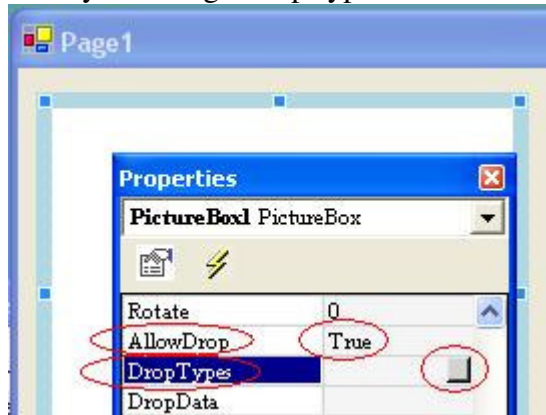 Page1
Properties
PictureBox1 PictureBox
Rotate 0
AllowDrop True
DropTypes
DropData